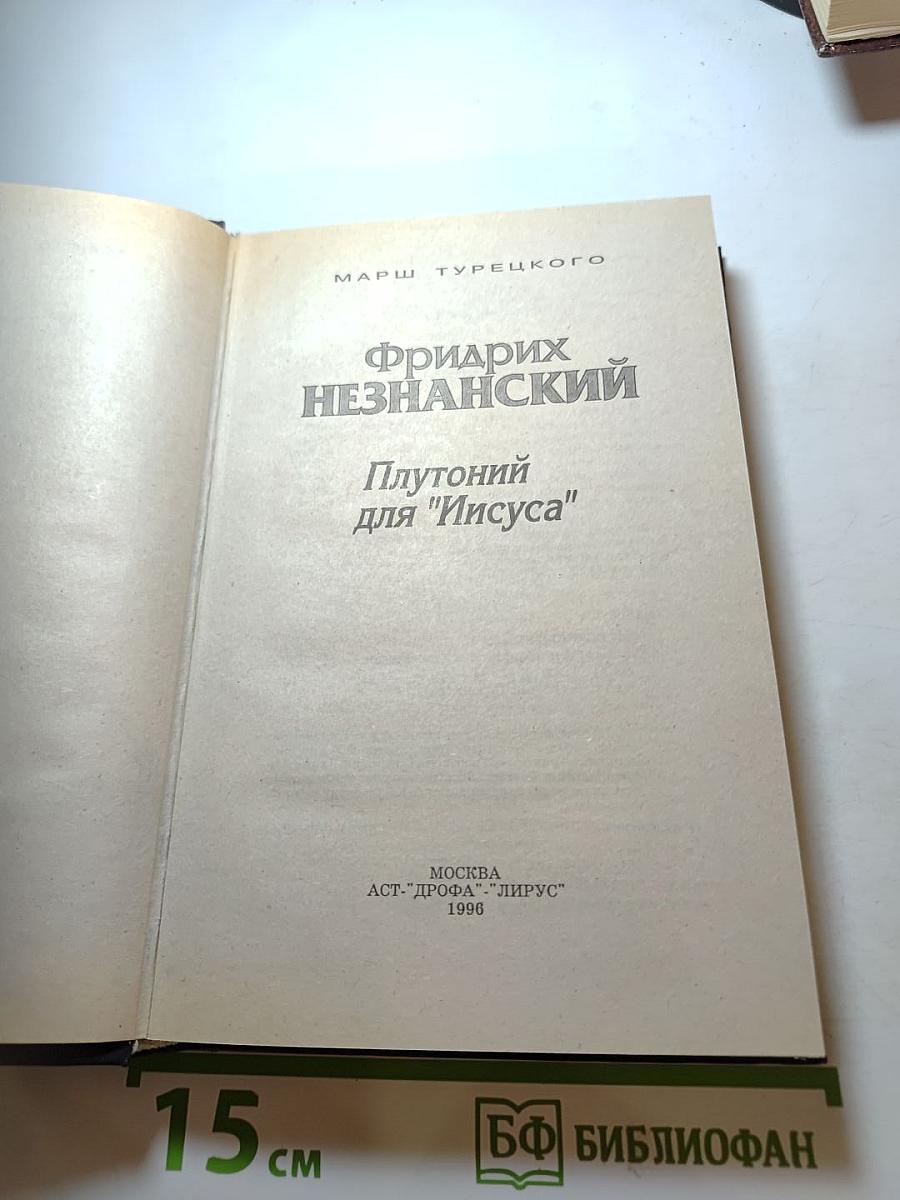 МАРШ ТУРЕЦКОГО
Фридрих
НЕЗНАНСКИЙ
Плутоний
для "Иисуса"
МОСКВА
АСТ-"ДРОФА"-"ЛИРУС"
1996
15 см
БФ БИБЛИОФАН